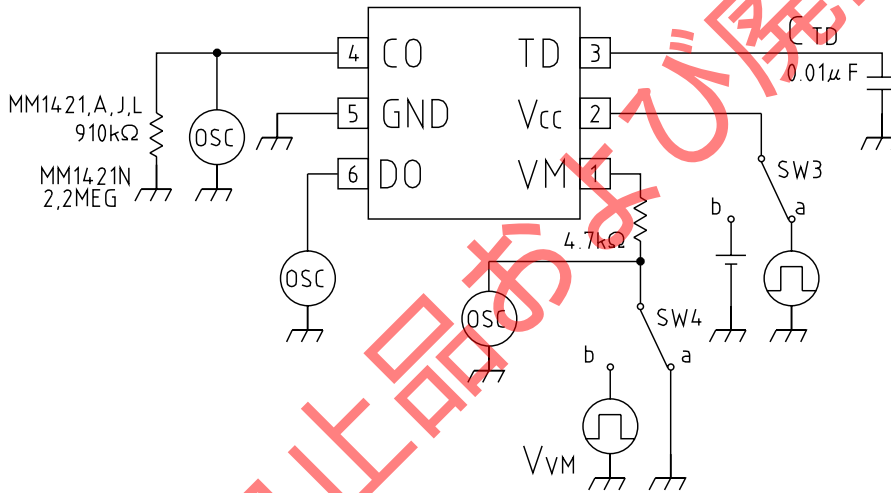 4 CO
TD 3
CTD
0.01μF
MM1421,A,J,L
910kΩ
OSC
5 GND
Vcc 2
MM1421N
2,2MEG
6 DO
VM 1
SW3
b
a
4.7kΩ
OSC
OSC
SW4
b
a
VVM
止品および廃